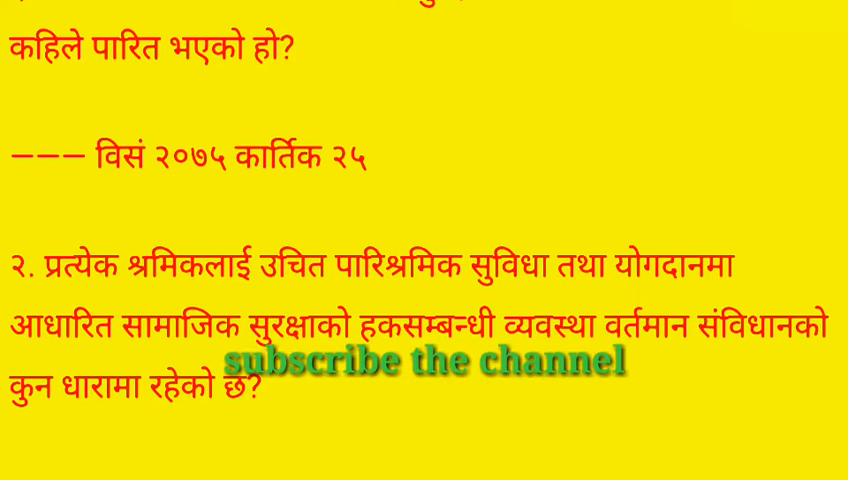 कहिले पारित भएको हो?
——— विसं २०७५ कार्तिक २५
२. प्रत्येक श्रमिकलाई उचित पारिश्रमिक सुविधा तथा योगदानमा
आधारित सामाजिक सुरक्षाको हकसम्बन्धी व्यवस्था वर्तमान संविधानको
subscribe the channel
कुन धारामा रहेको छ?